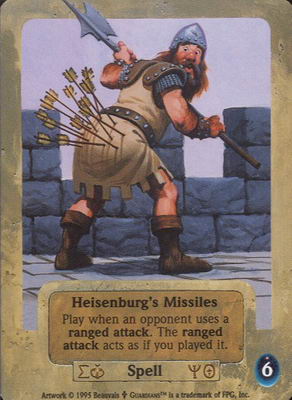 Heisenburg's Missiles
Play when an opponent uses a
ranged attack. The ranged
attack acts as if you played it.
Spell
6
Artwork © 1995 Beauvais ☥ GUARDIANS™ is a trademark of FPG, Inc.